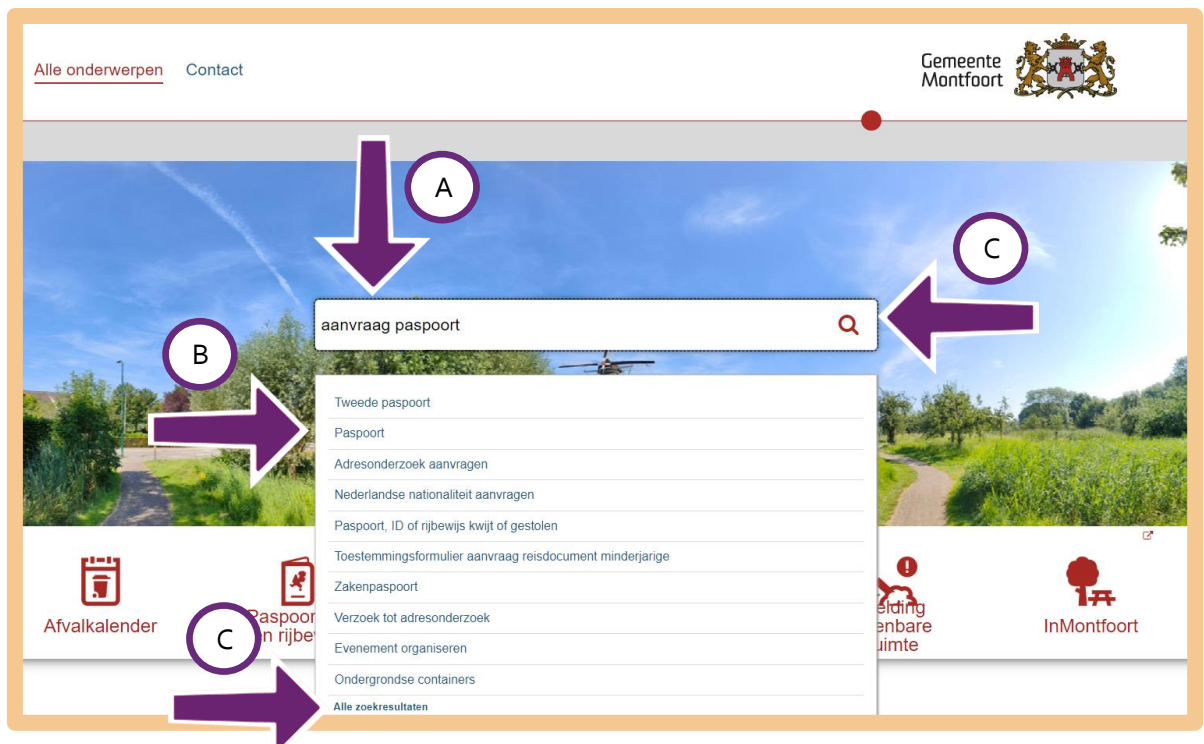 Alle onderwerpen Contact
Gemeente
Montfoort
A
C
aanvraag paspoort
B
Tweede paspoort
Paspoort
Adresonderzoek aanvragen
Nederlandse nationaliteit aanvragen
Paspoort, ID of rijbewijs kwijt of gestolen
Toestemmingsformulier aanvraag reisdocument minderjarige
Zakenpaspoort
Verzoek tot adresonderzoek
Evenement organiseren
Ondergrondse containers
Alle zoekresultaten
Afvalkalender
C
InMontfoort